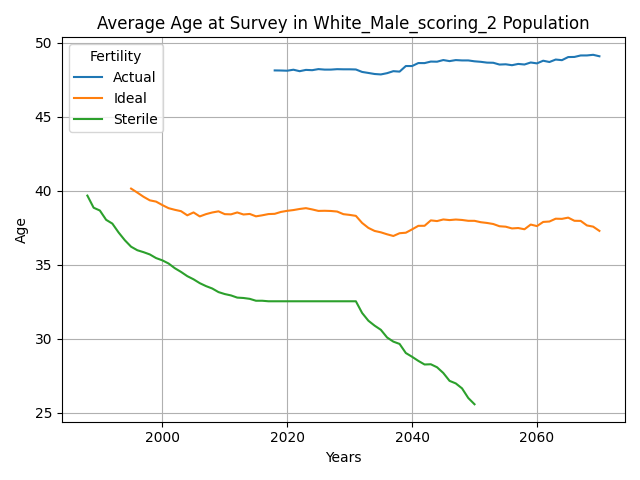 Average Age at Survey in White_Male_scoring_2 Population
Fertility
Actual
Ideal
Sterile
Age
50
45
40
35
30
25
2000
2020
2040
2060
Years